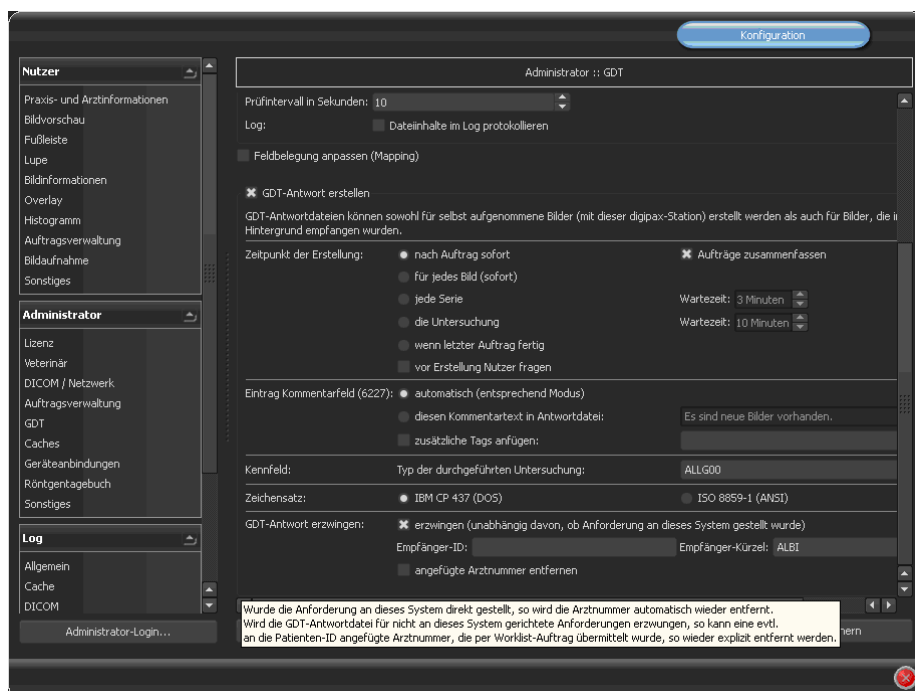 Konfiguration
Nutzer
Praxis- und Arztinformationen
Bildvorschau
Fußleiste
Lupe
Bildinformationen
Overlay
Histogramm
Auftragsverwaltung
Bildaufnahme
Sonstiges
Administrator
Lizenz
Veterinär
DICOM / Netzwerk
Auftragsverwaltung
GDT
Caches
Geräteanbindungen
Röntgentagebuch
Sonstiges
Log
Allgemein
Cache
DICOM
Administrator-Login...
Administrator :: GDT
Prüfintervall in Sekunden: 10
Log: Dateiinhalte im Log protokollieren
Feldbelegung anpassen (Mapping)
GDT-Antwort erstellen
GDT-Antwortdateien können sowohl für selbst aufgenommene Bilder (mit dieser digipax-Station) erstellt werden als auch für Bilder, die i
Hintergrund empfangen wurden.
Zeitpunkt der Erstellung: nach Auftrag sofort Aufträge zusammenfassen
für jedes Bild (sofort)
jede Serie Wartezeit: 3 Minuten
die Untersuchung Wartezeit: 10 Minuten
wenn letzter Auftrag fertig
vor Erstellung Nutzer fragen
Eintrag Kommentarfeld (6227): automatisch (entsprechend Modus)
diesen Kommentartext in Antwortdatei: Es sind neue Bilder vorhanden.
zusätzliche Tags anfügen:
Kennfeld: Typ der durchgeführten Untersuchung: ALLG00
Zeichensatz: IBM CP 437 (DOS) ISO 8859-1 (ANSI)
GDT-Antwort erzwingen: erzwingen (unabhängig davon, ob Anforderung an dieses System gestellt wurde)
Empfänger-ID: Empfänger-Kürzel: ALBI
angefügte Arztnummer entfernen
Wurde die Anforderung an dieses System direkt gestellt, so wird die Arztnummer automatisch wieder entfernt.
Wird die GDT-Antwortdatei für nicht an dieses System gerichtete Anforderungen erzwungen, so kann eine evtl.
an die Patienten-ID angefügte Arztnummer, die per Worklist-Auftrag übermittelt wurde, so wieder explizit entfernt werden.
hern